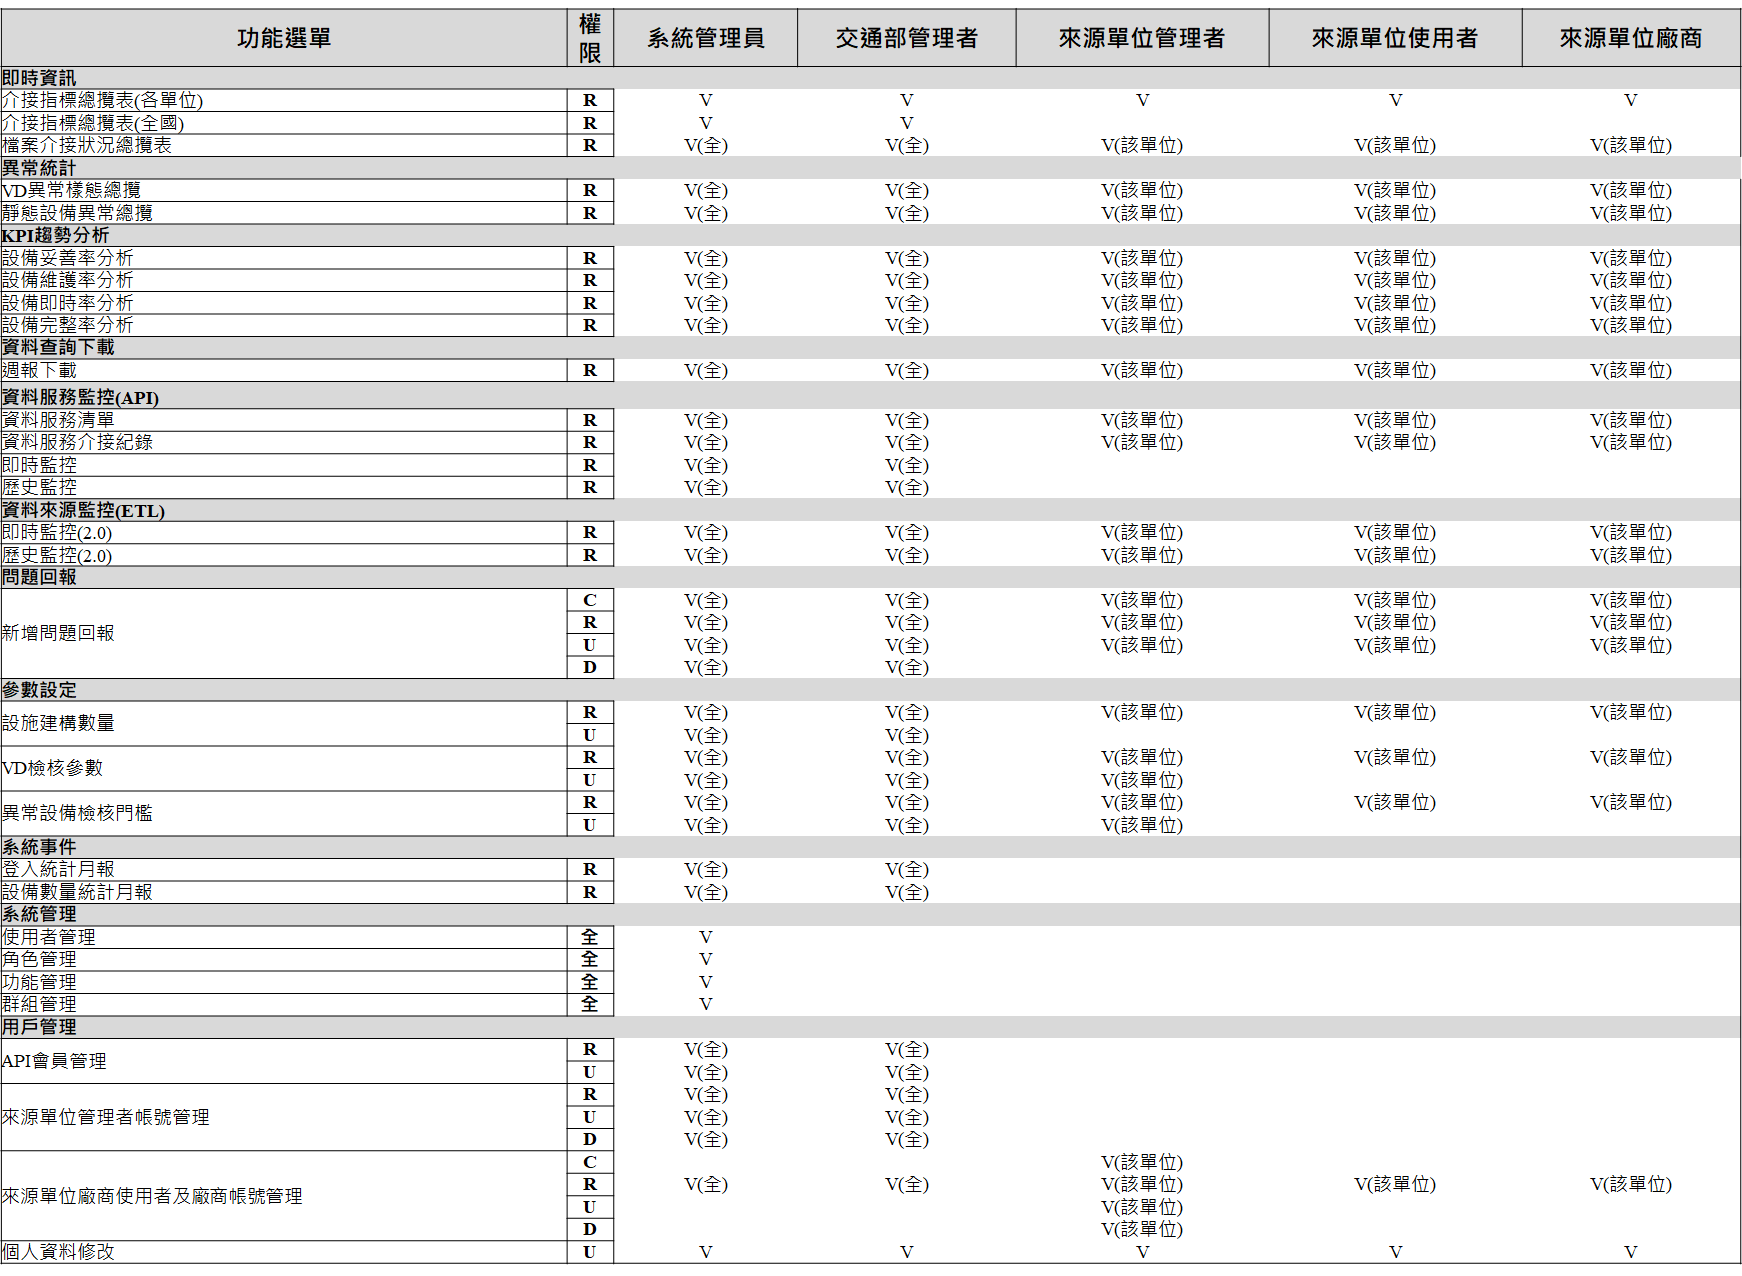 功能選單 權限 系統管理員 交通部管理者 來源單位管理者 來源單位使用者 來源單位廠商
即時資訊
介接指標總攬表(各單位) R V V V V V
介接指標總攬表(全國) R V V
檔案介接狀況總攬表 R V(全) V(全) V(該單位) V(該單位) V(該單位)
異常統計
VD異常樣態總攬 R V(全) V(全) V(該單位) V(該單位) V(該單位)
靜態設備異常總攬 R V(全) V(全) V(該單位) V(該單位) V(該單位)
KPI趨勢分析
設備妥善率分析 R V(全) V(全) V(該單位) V(該單位) V(該單位)
設備維護率分析 R V(全) V(全) V(該單位) V(該單位) V(該單位)
設備即時率分析 R V(全) V(全) V(該單位) V(該單位) V(該單位)
設備完整率分析 R V(全) V(全) V(該單位) V(該單位) V(該單位)
資料查詢下載
週報下載 R V(全) V(全) V(該單位) V(該單位) V(該單位)
資料服務監控(API)
資料服務清單 R V(全) V(全) V(該單位) V(該單位) V(該單位)
資料服務介接紀錄 R V(全) V(全) V(該單位) V(該單位) V(該單位)
即時監控 R V(全) V(全)
歷史監控 R V(全) V(全)
資料來源監控(ETL)
即時監控(2.0) R V(全) V(全) V(該單位) V(該單位) V(該單位)
歷史監控(2.0) R V(全) V(全) V(該單位) V(該單位) V(該單位)
問題回報
新增問題回報 C V(全) V(全) V(該單位) V(該單位) V(該單位)
R V(全) V(全) V(該單位) V(該單位) V(該單位)
U V(全) V(全) V(該單位) V(該單位) V(該單位)
D V(全) V(全)
參數設定
設施建構數量 R V(全) V(全) V(該單位) V(該單位) V(該單位)
U V(全) V(全)
VD檢核參數 R V(全) V(全) V(該單位) V(該單位) V(該單位)
U V(全) V(全) V(該單位)
異常設備檢核門檻 R V(全) V(全) V(該單位) V(該單位) V(該單位)
U V(全) V(全) V(該單位)
系統事件
登入統計月報 R V(全) V(全)
設備數量統計月報 R V(全) V(全)
系統管理
使用者管理 全 V
角色管理 全 V
功能管理 全 V
群組管理 全 V
用戶管理
API會員管理 R V(全) V(全)
U V(全) V(全)
來源單位管理者帳號管理 R V(全) V(全)
U V(全) V(全)
D V(全) V(全)
來源單位廠商使用者及廠商帳號管理 C V(該單位)
R V(全) V(全) V(該單位) V(該單位) V(該單位)
U V(該單位)
D V(該單位)
個人資料修改 U V V V V V